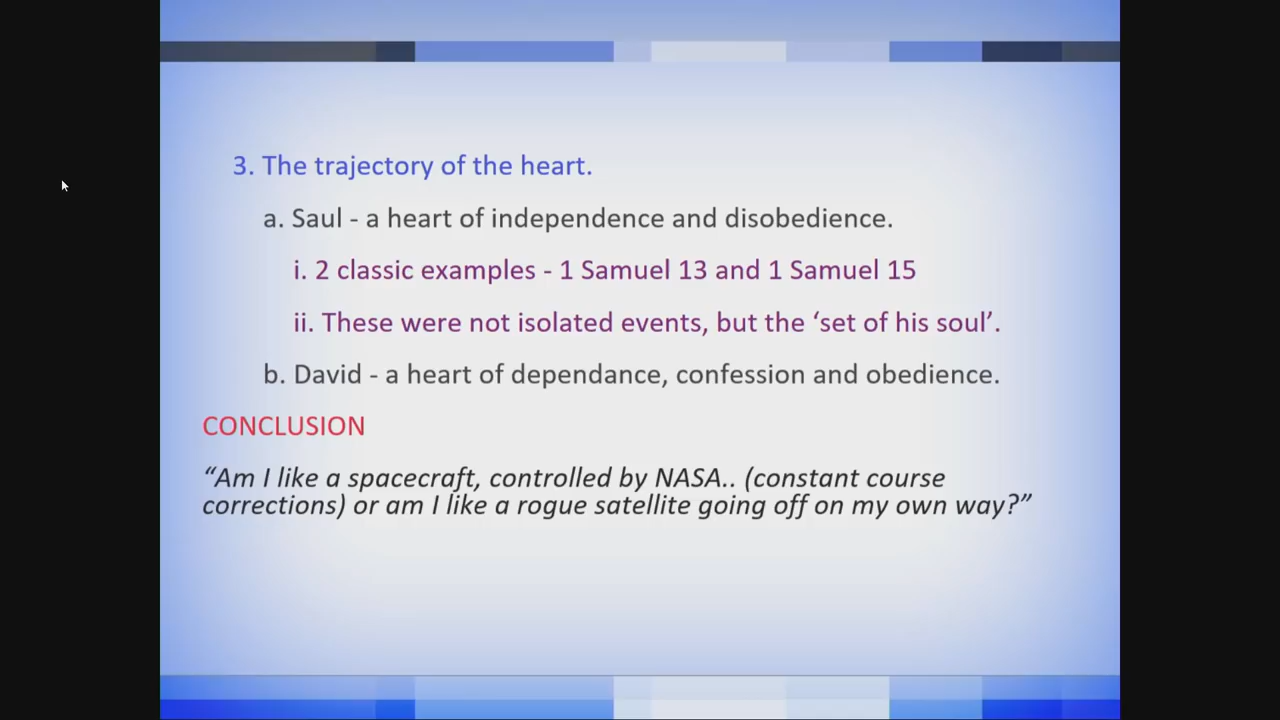 3. The trajectory of the heart.
a. Saul - a heart of independence and disobedience.
i. 2 classic examples - 1 Samuel 13 and 1 Samuel 15
ii. These were not isolated events, but the ‘set of his soul’.
b. David - a heart of dependance, confession and obedience.
CONCLUSION
“Am I like a spacecraft, controlled by NASA.. (constant course
corrections) or am I like a rogue satellite going off on my own way?”